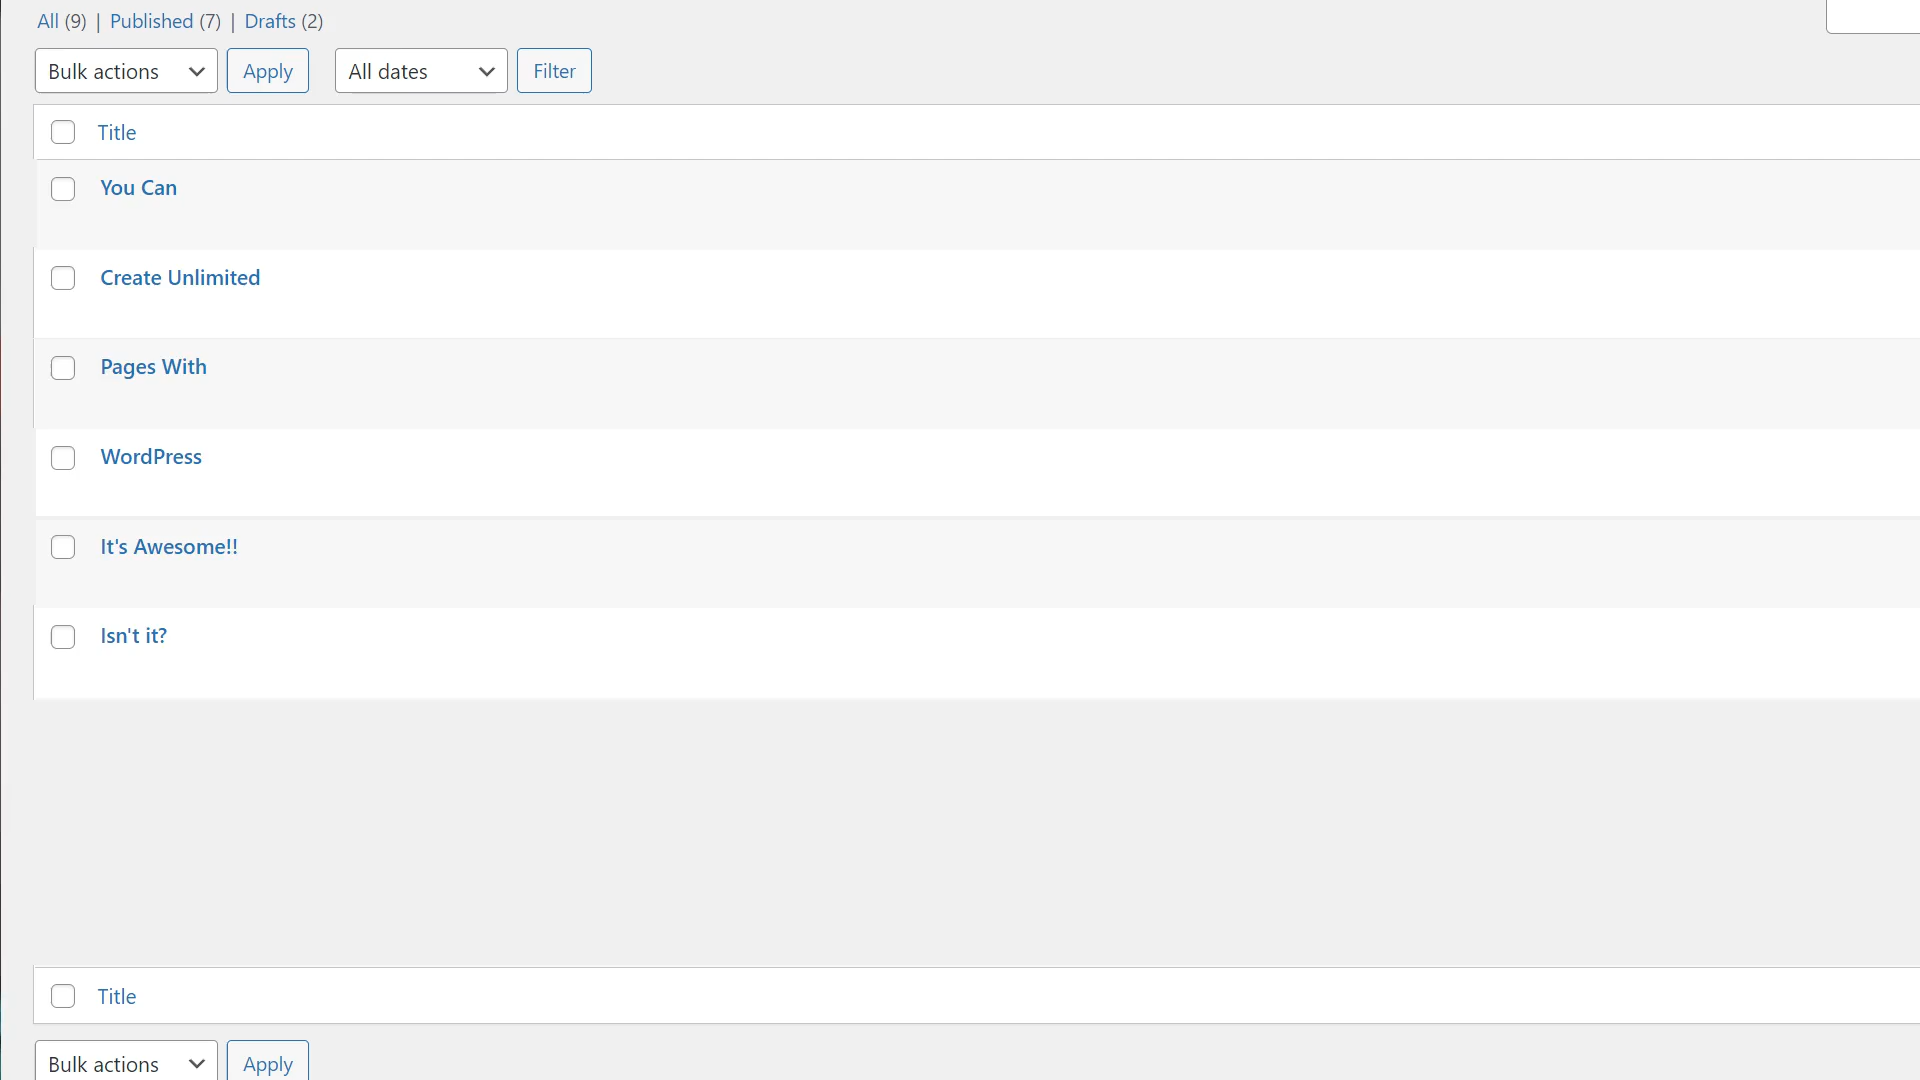 All (9) | Published (7) | Drafts (2)
Bulk actions Apply All dates Filter
Title
You Can
Create Unlimited
Pages With
WordPress
It's Awesome!!
Isn't it?
Title
Bulk actions Apply